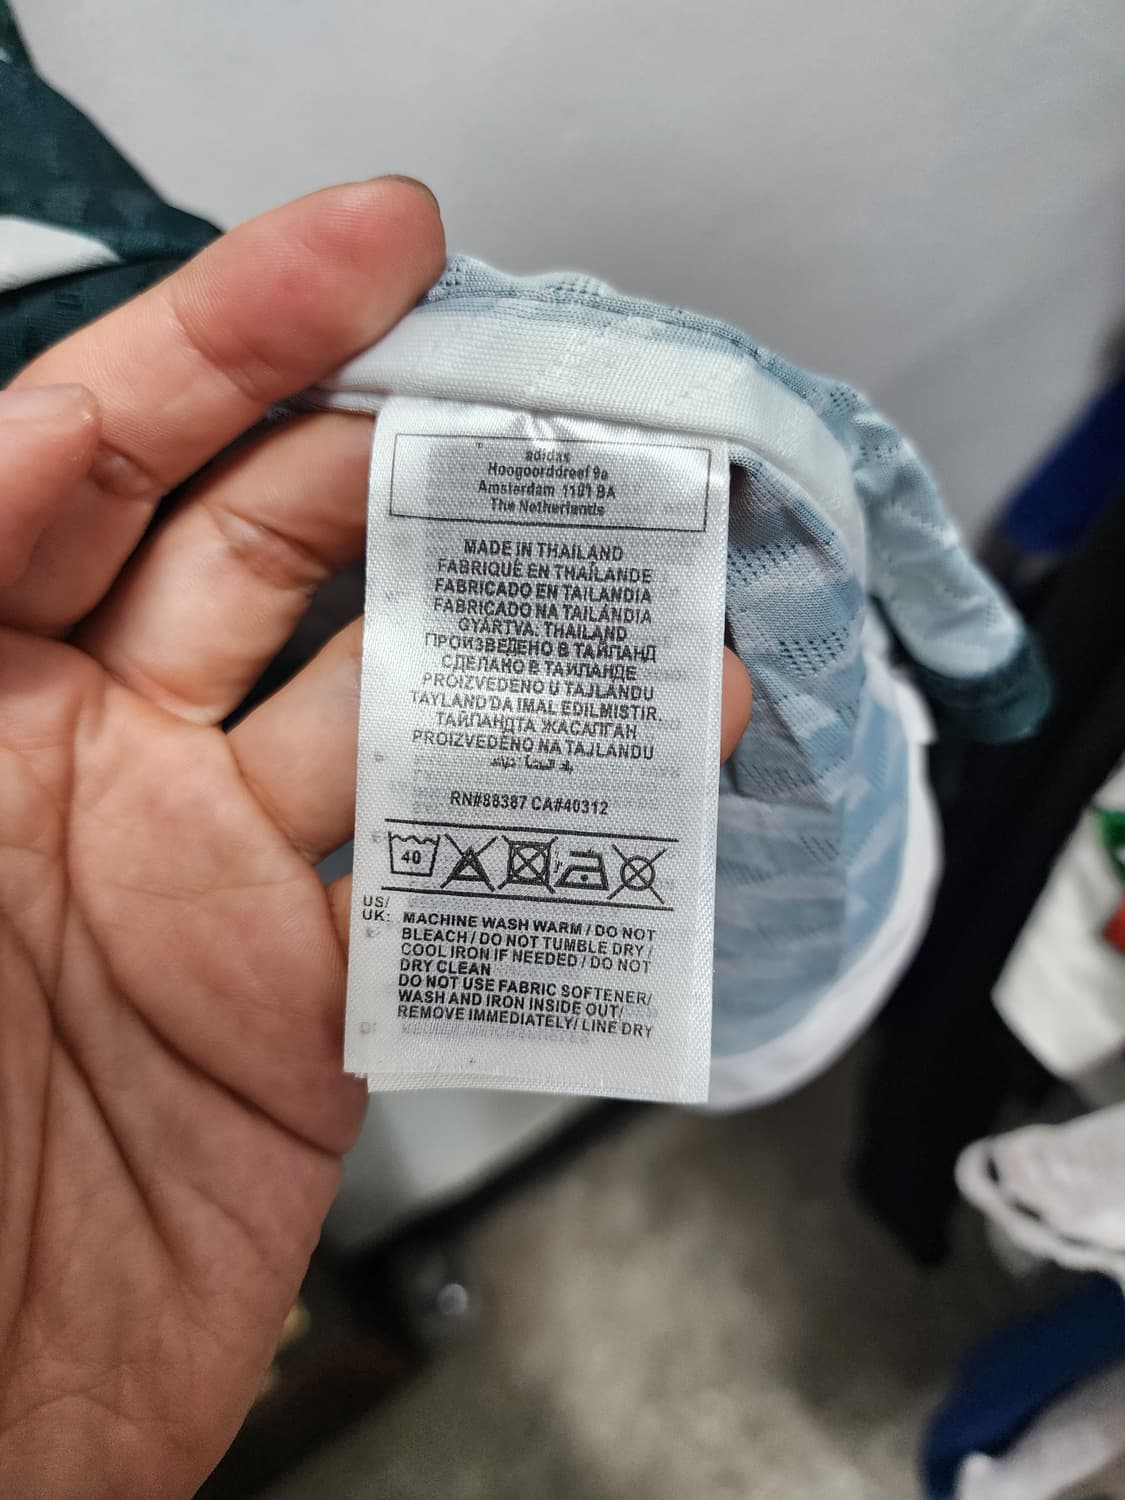 adidas
Hoogoorddreef 9a
Amsterdam 1101 BA
The Netherlands
MADE IN THAILAND
FABRIQUÉ EN THAÏLANDE
FABRICADO EN TAILANDIA
FABRICADO NA TAILÂNDIA
GYÁRTVA: THAILAND
ПРОИЗВЕДЕНО В ТАЙЛАНД
СДЕЛАНО В ТАИЛАНДЕ
PROIZVEDENO U TAJLANDU
TAYLAND'DA IMAL EDILMISTIR.
ТАЙЛАНДТА ЖАСАЛҒАН
PROIZVEDENO NA TAJLANDU
RN#88387 CA#40312
40
US/
UK: MACHINE WASH WARM / DO NOT
BLEACH / DO NOT TUMBLE DRY /
COOL IRON IF NEEDED / DO NOT
DRY CLEAN
DO NOT USE FABRIC SOFTENER/
WASH AND IRON INSIDE OUT/
REMOVE IMMEDIATELY/ LINE DRY